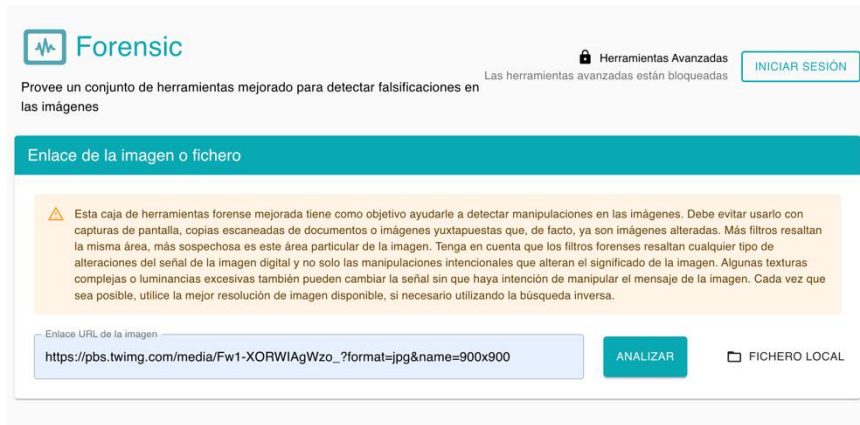 Forensic
Herramientas Avanzadas
Las herramientas avanzadas están bloqueadas
INICIAR SESIÓN
Provee un conjunto de herramientas mejorado para detectar falsificaciones en
las imágenes
Enlace de la imagen o fichero
Esta caja de herramientas forense mejorada tiene como objetivo ayudarle a detectar manipulaciones en las imágenes. Debe evitar usarlo con
capturas de pantalla, copias escaneadas de documentos o imágenes yuxtapuestas que, de facto, ya son imágenes alteradas. Más filtros resaltan
la misma área, más sospechosa es este área particular de la imagen. Tenga en cuenta que los filtros forenses resaltan cualquier tipo de
alteraciones del señal de la imagen digital y no solo las manipulaciones intencionales que alteran el significado de la imagen. Algunas texturas
complejas o luminancias excesivas también pueden cambiar la señal sin que haya intención de manipular el mensaje de la imagen. Cada vez que
sea posible, utilice la mejor resolución de imagen disponible, si necesario utilizando la búsqueda inversa.
Enlace URL de la imagen
https://pbs.twimg.com/media/Fw1-XORWIAgWzo_?format=jpg&name=900x900
ANALIZAR
FICHERO LOCAL